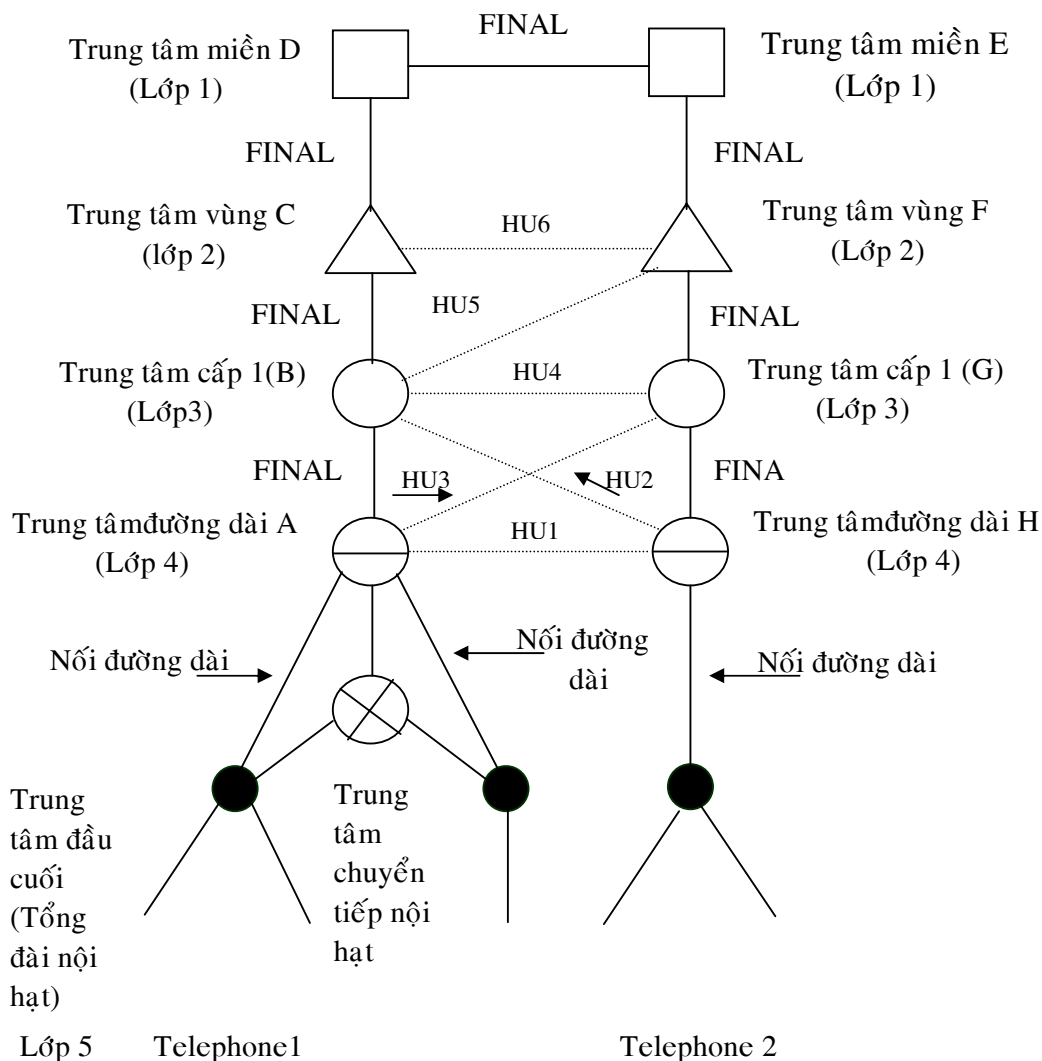 FINAL
Trung tâm miền D
(Lớp 1)
Trung tâm miền E
(Lớp 1)
FINAL
FINAL
Trung tâm vùng C
(lớp 2)
HU6
Trung tâm vùng F
(Lớp 2)
FINAL
HU5
FINAL
Trung tâm cấp 1(B)
(Lớp3)
HU4
Trung tâm cấp 1 (G)
(Lớp 3)
FINAL
HU3
HU2
FINA
Trung tâmđường dài A
(Lớp 4)
HU1
Trung tâmđường dài H
(Lớp 4)
Nối đường dài
Nối đường
dài
Nối đường dài
Trung
tâm đầu
cuối
(Tổng
đài nội
hạt)
Trung
tâm
chuyển
tiếp nội
hạt
Lớp 5
Telephone1
Telephone 2